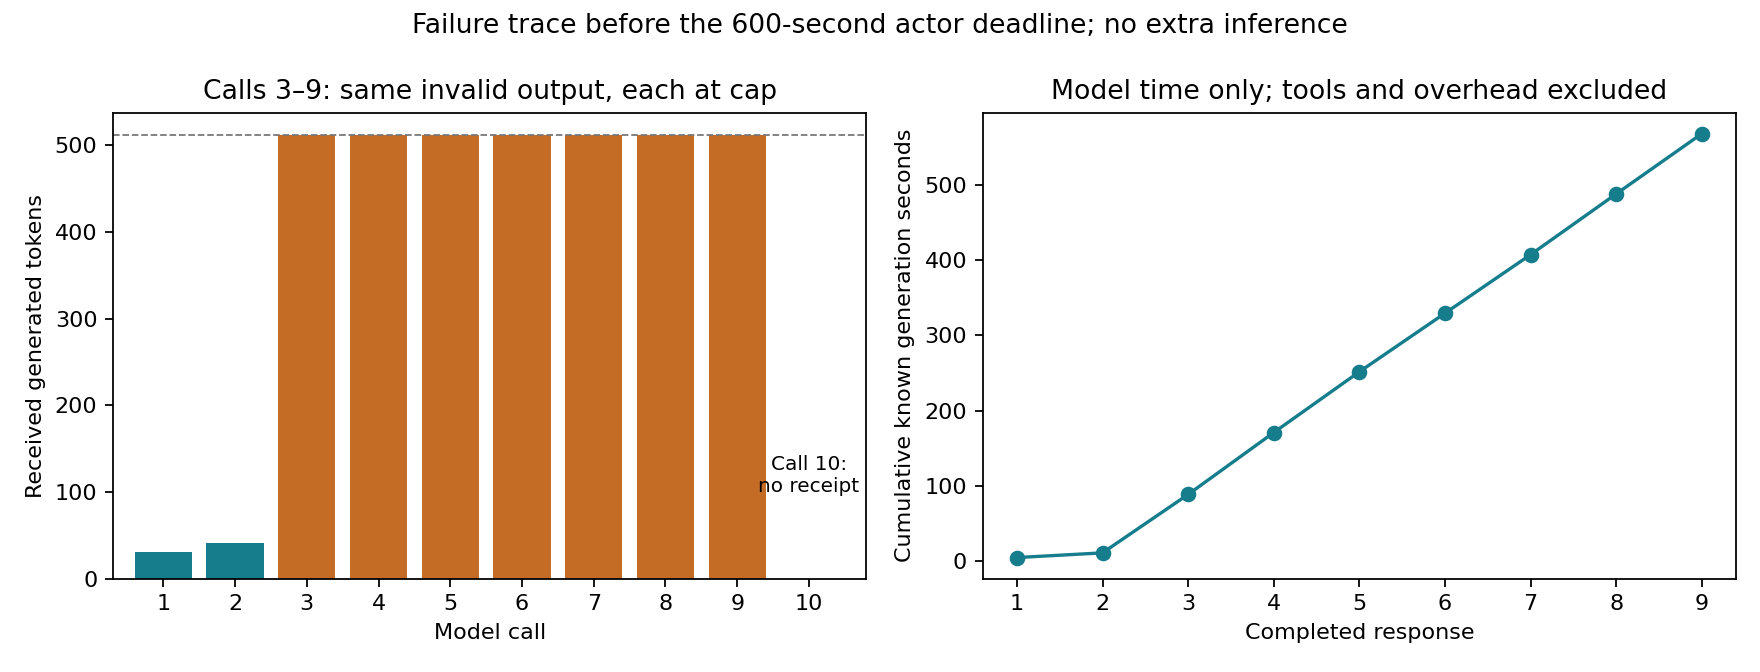 Failure trace before the 600-second actor deadline; no extra inference
Calls 3–9: same invalid output, each at cap
Received generated tokens
500
400
300
200
100
0
Call 10:
no receipt
1 2 3 4 5 6 7 8 9 10
Model call
Model time only; tools and overhead excluded
Cumulative known generation seconds
500
400
300
200
100
0
1 2 3 4 5 6 7 8 9
Completed response